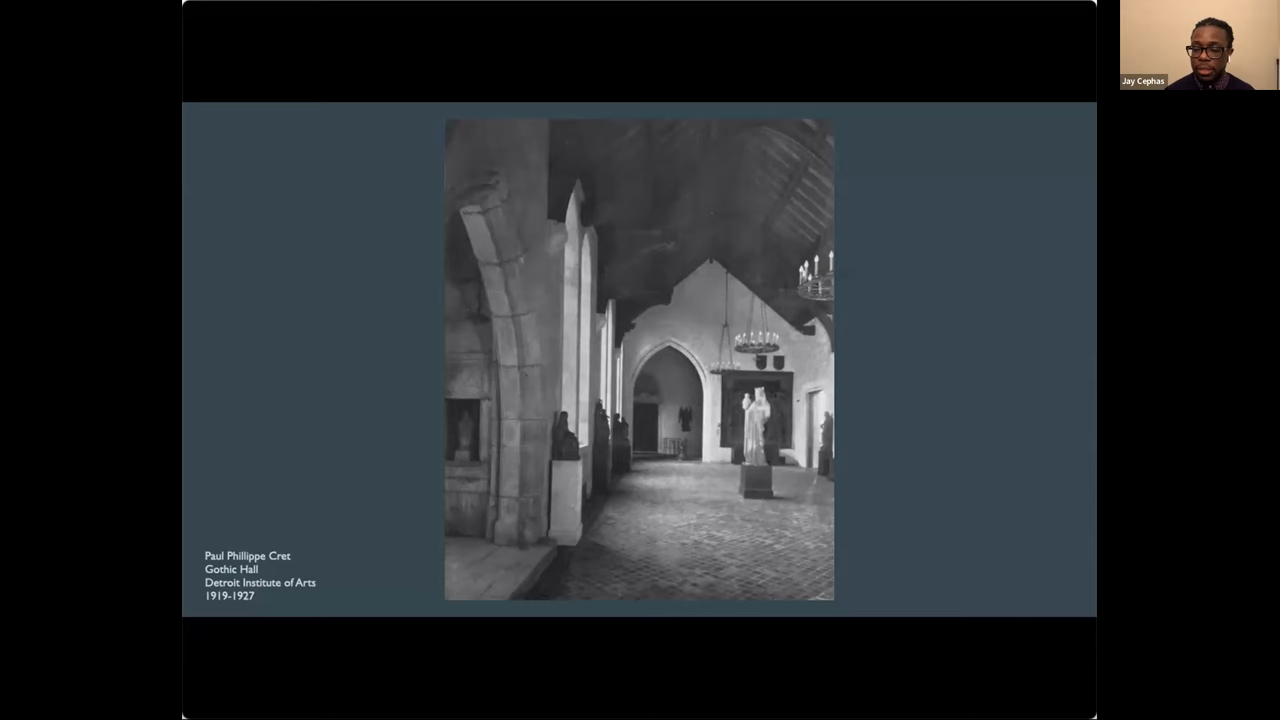 Jay Cephas
Paul Phillippe Cret
Gothic Hall
Detroit Institute of Arts
1919-1927